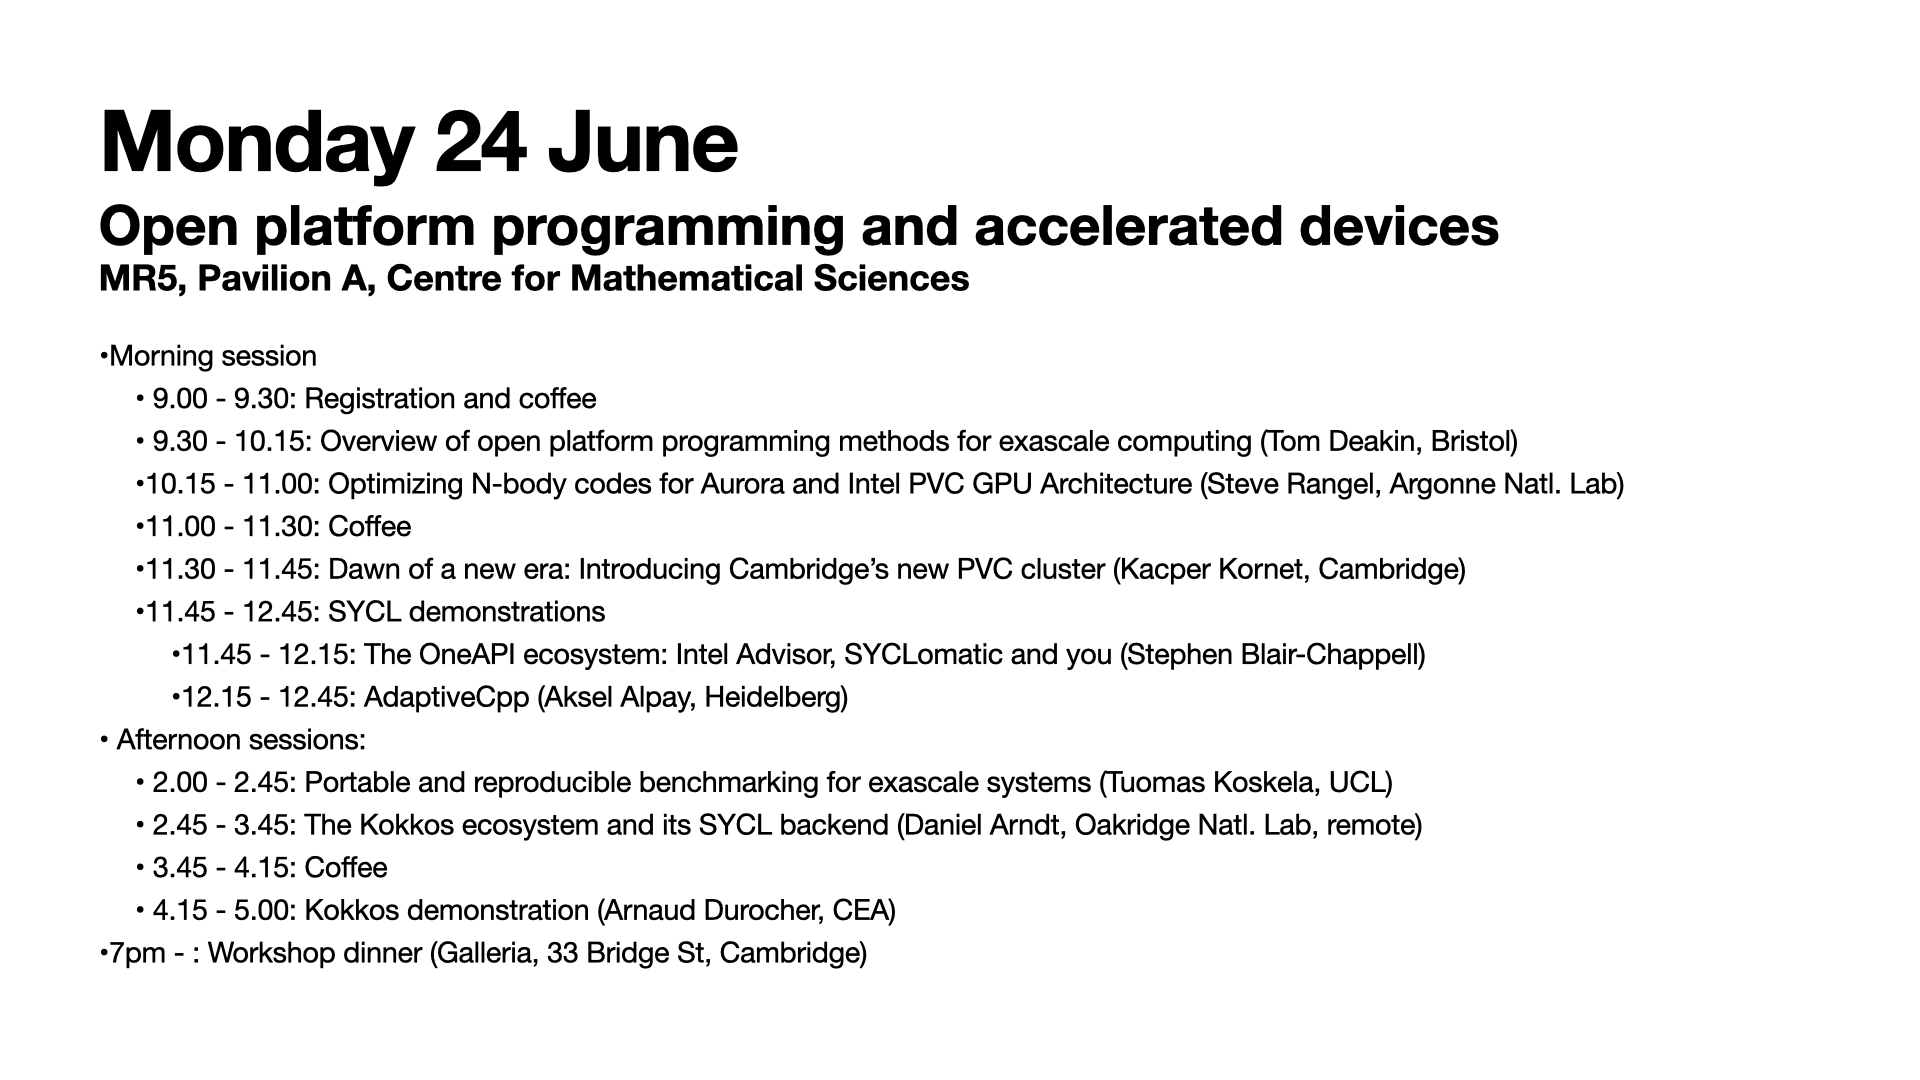 Monday 24 June
Open platform programming and accelerated devices
MR5, Pavilion A, Centre for Mathematical Sciences
•Morning session
• 9.00 - 9.30: Registration and coffee
• 9.30 - 10.15: Overview of open platform programming methods for exascale computing (Tom Deakin, Bristol)
•10.15 - 11.00: Optimizing N-body codes for Aurora and Intel PVC GPU Architecture (Steve Rangel, Argonne Natl. Lab)
•11.00 - 11.30: Coffee
•11.30 - 11.45: Dawn of a new era: Introducing Cambridge’s new PVC cluster (Kacper Kornet, Cambridge)
•11.45 - 12.45: SYCL demonstrations
•11.45 - 12.15: The OneAPI ecosystem: Intel Advisor, SYCLomatic and you (Stephen Blair-Chappell)
•12.15 - 12.45: AdaptiveCpp (Aksel Alpay, Heidelberg)
• Afternoon sessions:
• 2.00 - 2.45: Portable and reproducible benchmarking for exascale systems (Tuomas Koskela, UCL)
• 2.45 - 3.45: The Kokkos ecosystem and its SYCL backend (Daniel Arndt, Oakridge Natl. Lab, remote)
• 3.45 - 4.15: Coffee
• 4.15 - 5.00: Kokkos demonstration (Arnaud Durocher, CEA)
•7pm - : Workshop dinner (Galleria, 33 Bridge St, Cambridge)